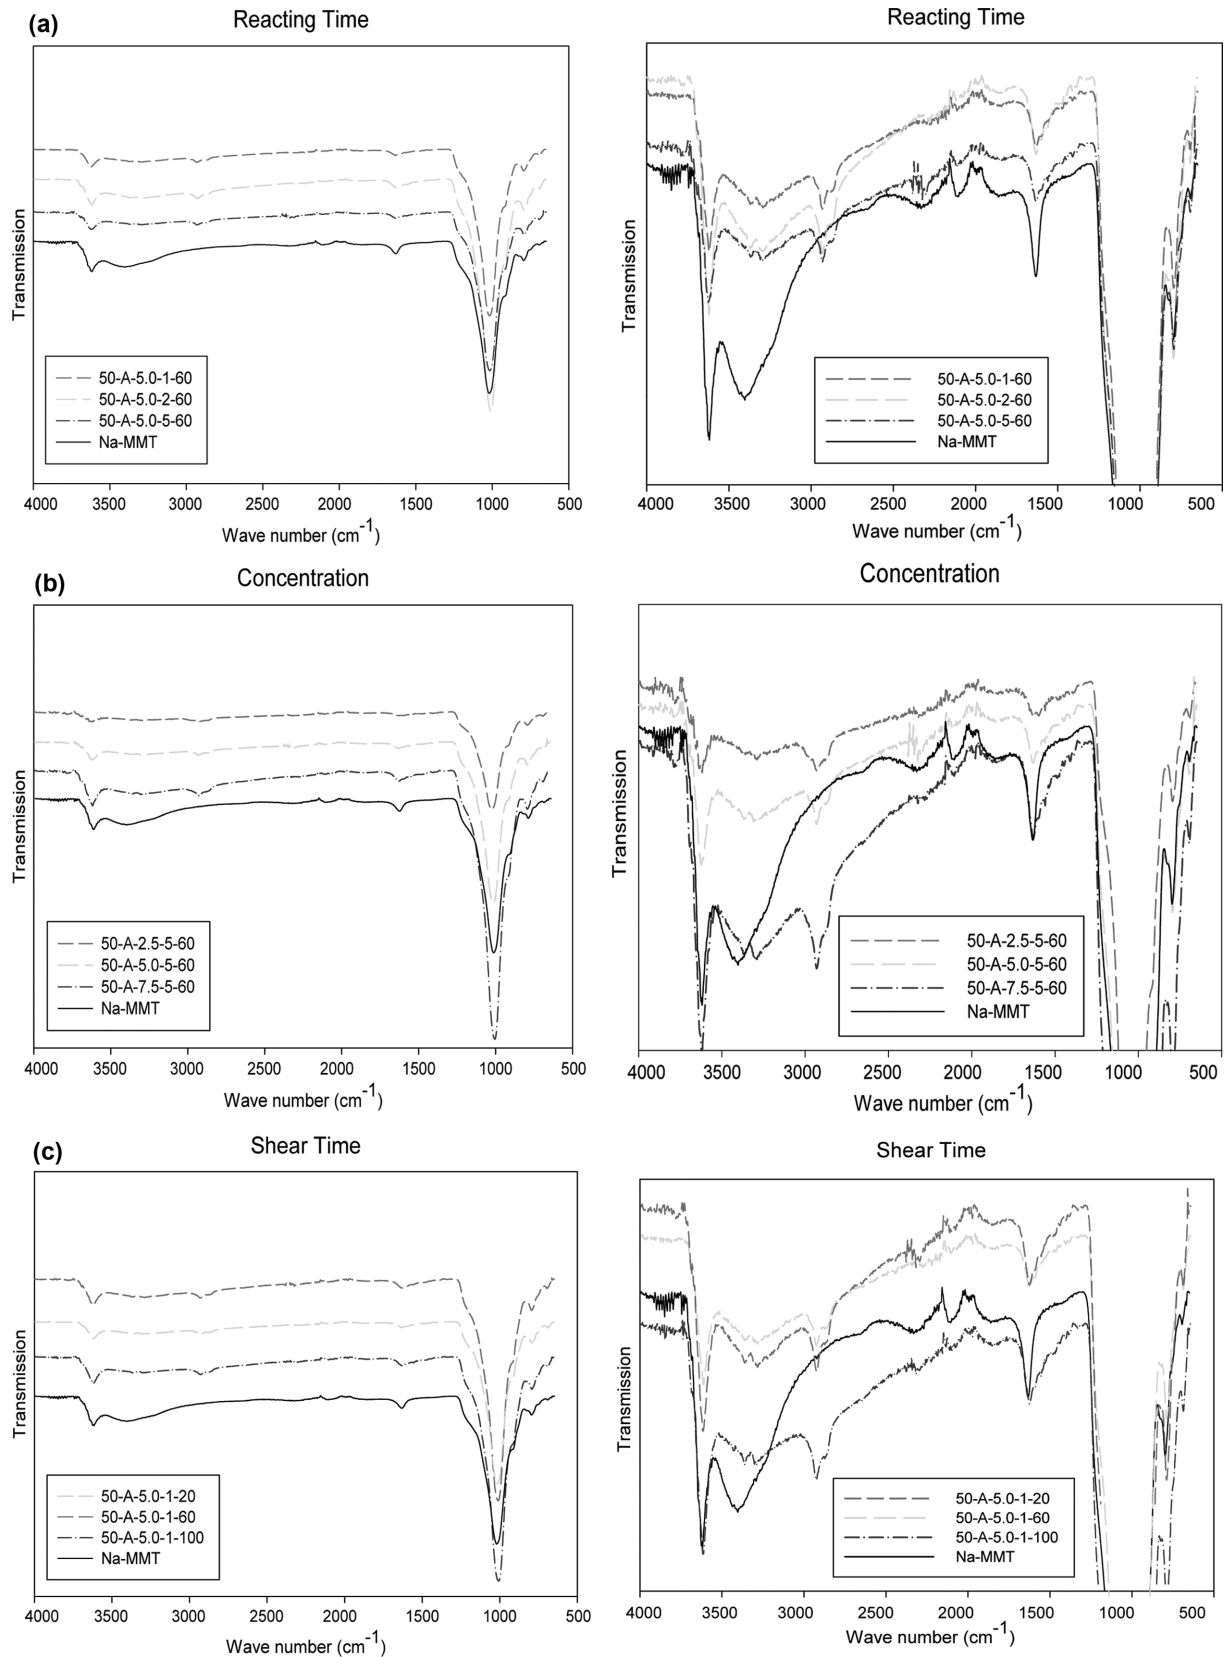 (a)
Reacting Time
Transmission
50-A-5.0-1-60
50-A-5.0-2-60
50-A-5.0-5-60
Na-MMT
4000 3500 3000 2500 2000 1500 1000 500
Wave number (cm-1)
Reacting Time
Transmission
50-A-5.0-1-60
50-A-5.0-2-60
50-A-5.0-5-60
Na-MMT
4000 3500 3000 2500 2000 1500 1000 500
Wave number (cm-1)
(b)
Concentration
Transmission
50-A-2.5-5-60
50-A-5.0-5-60
50-A-7.5-5-60
Na-MMT
4000 3500 3000 2500 2000 1500 1000 500
Wave number (cm-1)
Concentration
Transmission
50-A-2.5-5-60
50-A-5.0-5-60
50-A-7.5-5-60
Na-MMT
4000 3500 3000 2500 2000 1500 1000 500
Wave number (cm-1)
(c)
Shear Time
Transmission
50-A-5.0-1-20
50-A-5.0-1-60
50-A-5.0-1-100
Na-MMT
4000 3500 3000 2500 2000 1500 1000 500
Wave number (cm-1)
Shear Time
Transmission
50-A-5.0-1-20
50-A-5.0-1-60
50-A-5.0-1-100
Na-MMT
4000 3500 3000 2500 2000 1500 1000 500
Wave number (cm-1)